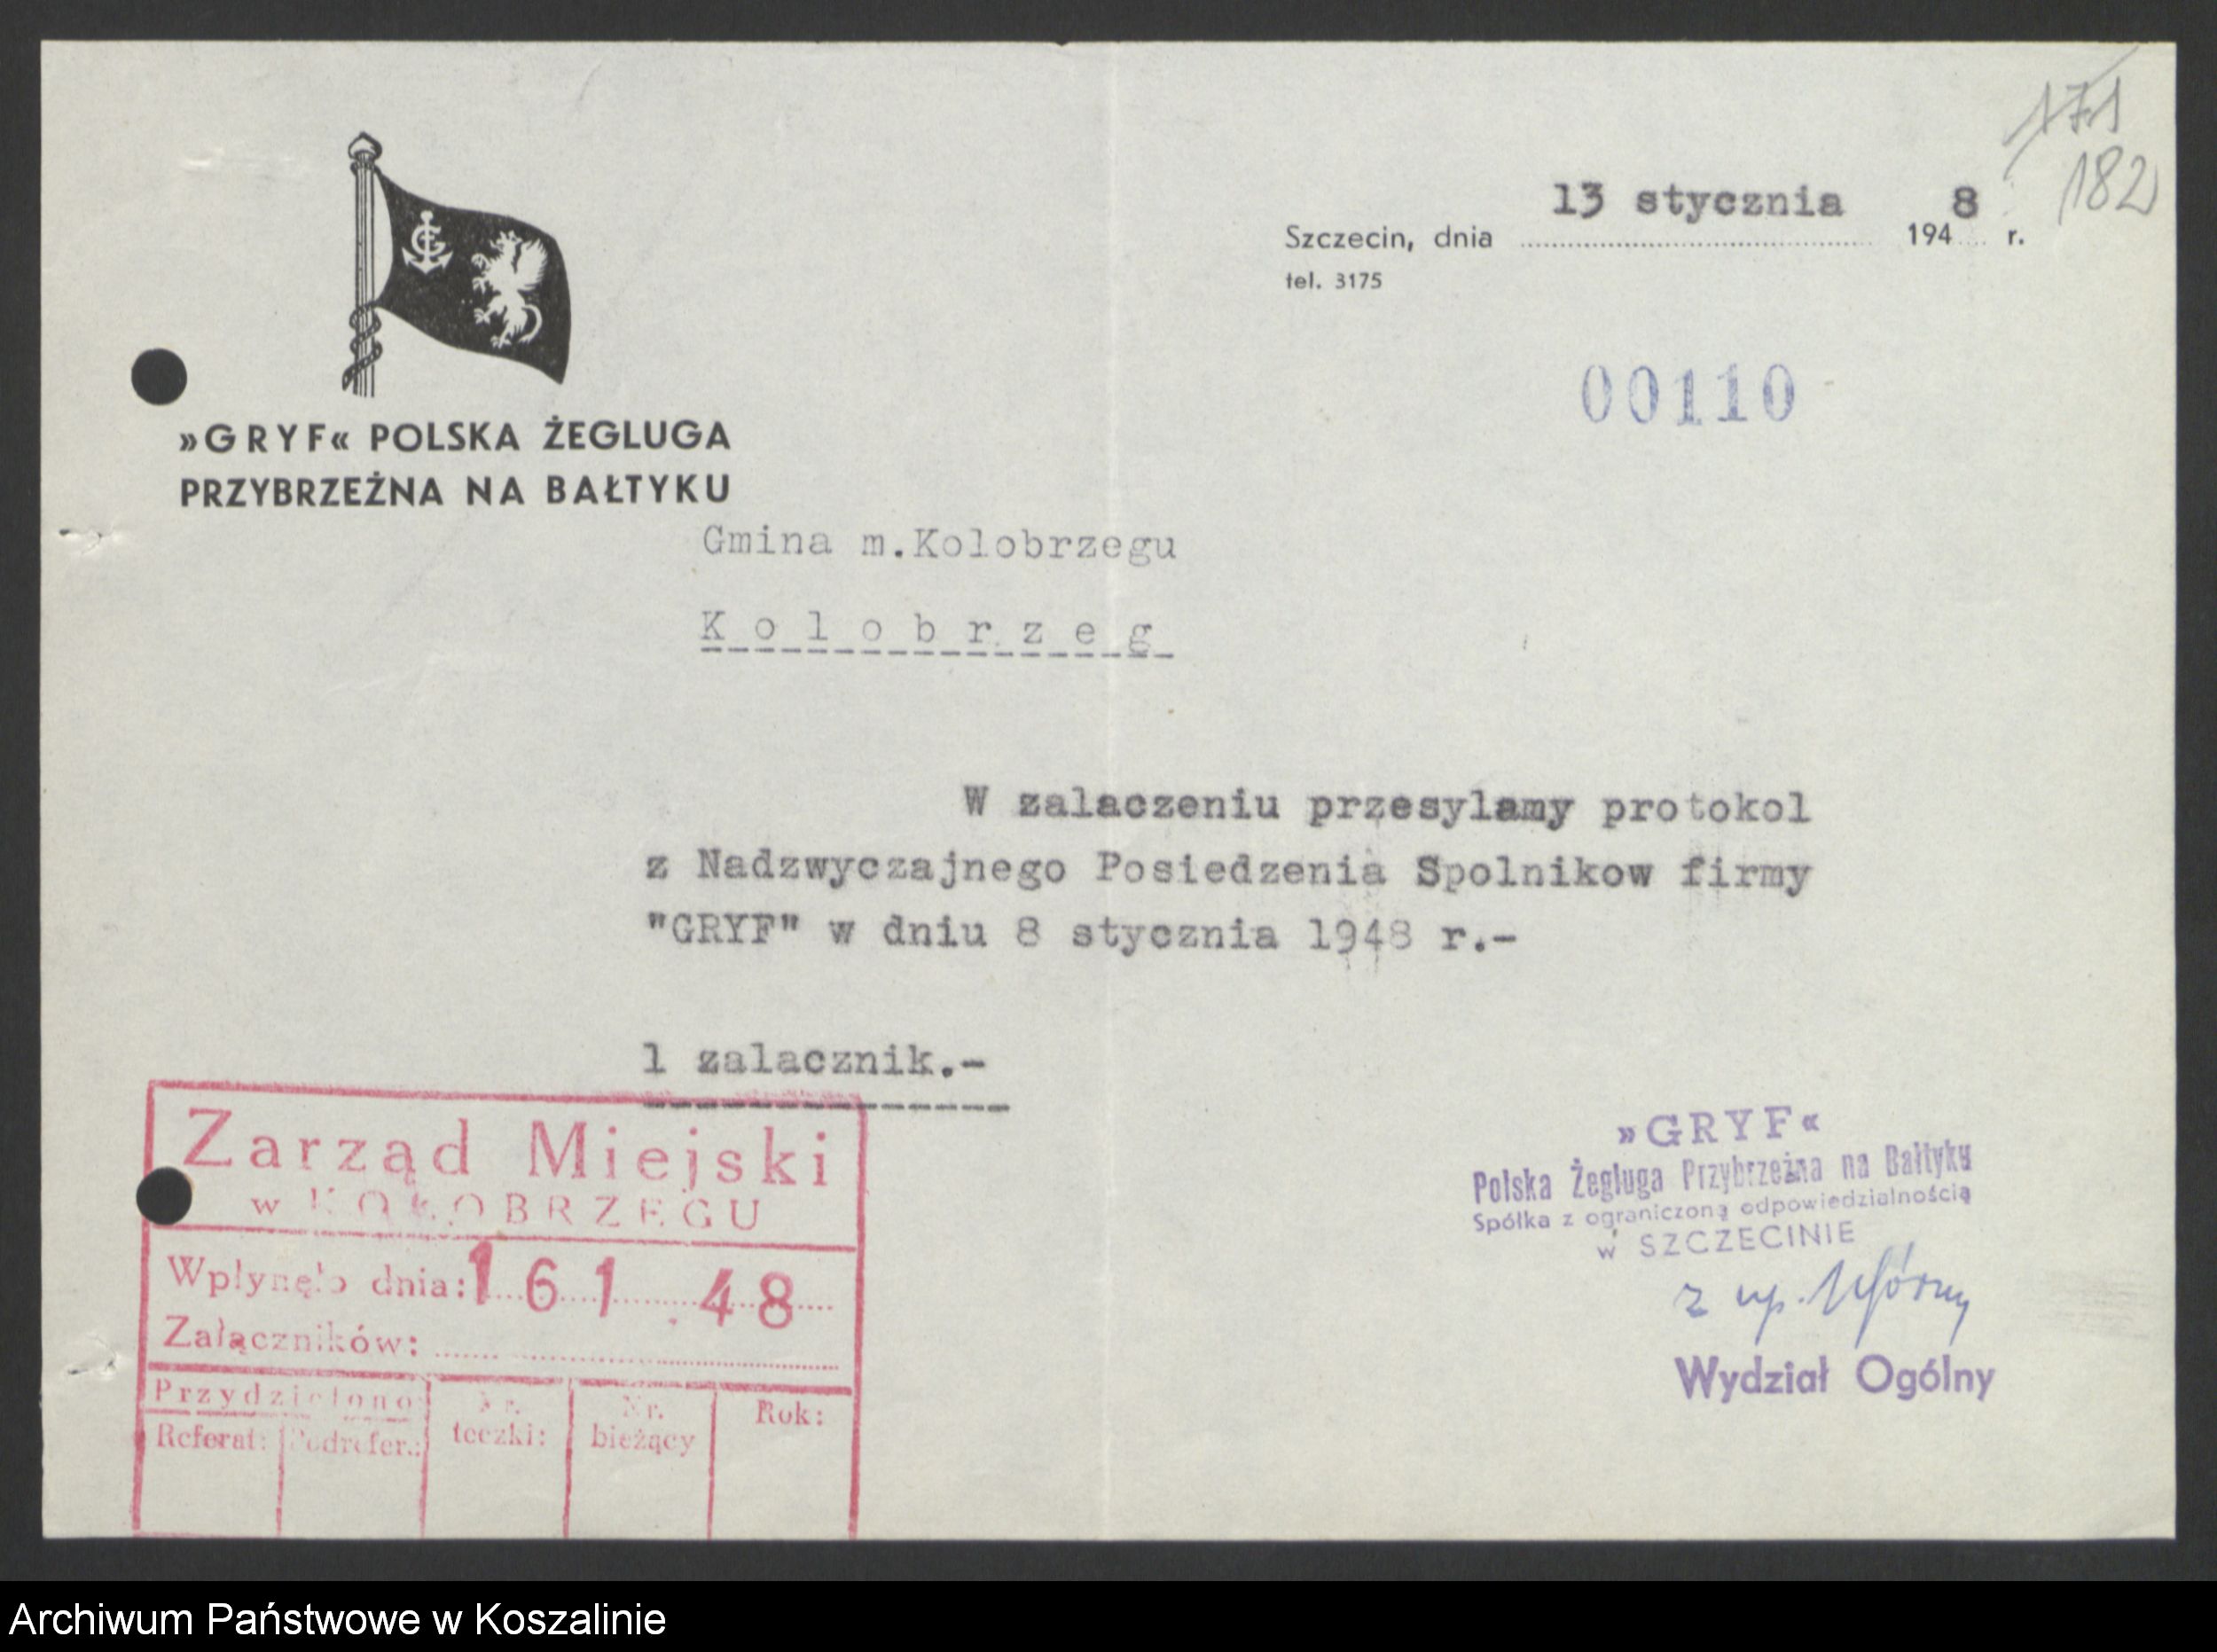 171
182
Szczecin, dnia 13 stycznia 1948 r.
tel. 3175
00110
»GRYF« POLSKA ŻEGLUGA
PRZYBRZEŻNA NA BAŁTYKU
Gmina m.Kolobrzegu
Kolobrzeg
W zalaczeniu przesylamy protokol
z Nadzwyczajnego Posiedzenia Spolnikow firmy
"GRYF" w dniu 8 stycznia 1948 r.-
1 zalacznik.-
Zarząd Miejski
w KOŁOBRZEGU
Wpłynęło dnia: 16 1. 48
Załączników:
Przydzielono
Referat: Podrefer.:
Nr. teczki:
Nr. bieżący
Rok:
»GRYF«
Polska Żegluga Przybrzeżna na Bałtyku
Spółka z ograniczoną odpowiedzialnością
w SZCZECINIE
z up.
Wydział Ogólny
Archiwum Państwowe w Koszalinie